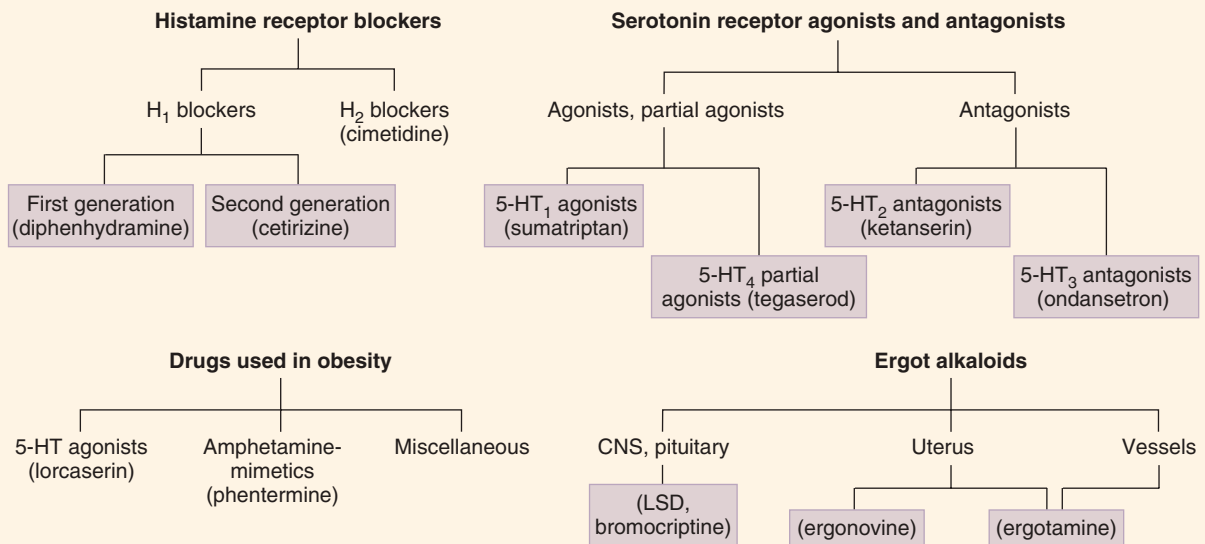 Histamine receptor blockers
H₁ blockers
H₂ blockers
(cimetidine)
First generation
(diphenhydramine)
Second generation
(cetirizine)
Serotonin receptor agonists and antagonists
Agonists, partial agonists
Antagonists
5-HT₁ agonists
(sumatriptan)
5-HT₄ partial
agonists (tegaserod)
5-HT₂ antagonists
(ketanserin)
5-HT₃ antagonists
(ondansetron)
Drugs used in obesity
5-HT agonists
(lorcaserin)
Amphetamine-
mimetics
(phentermine)
Miscellaneous
Ergot alkaloids
CNS, pituitary
Uterus
Vessels
(LSD,
bromocriptine)
(ergonovine)
(ergotamine)